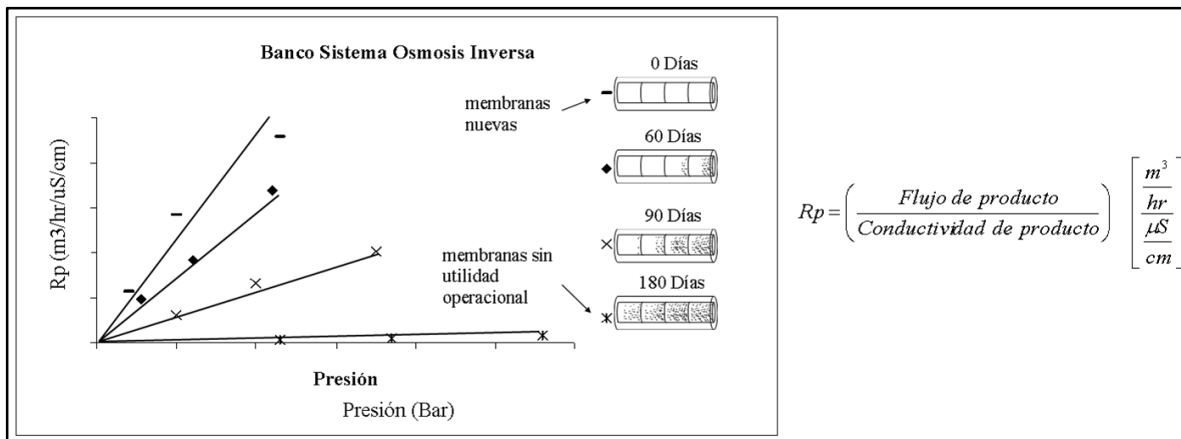 Banco Sistema Osmosis Inversa
0 Días
membranas
nuevas
60 Días
90 Días
membranas sin
utilidad
operacional
180 Días
Rp (m3/hr/uS/cm)
Presión
Presión (Bar)
Rp = ( Flujo de producto / Conductividad de producto ) [ m³ / hr / μS / cm ]